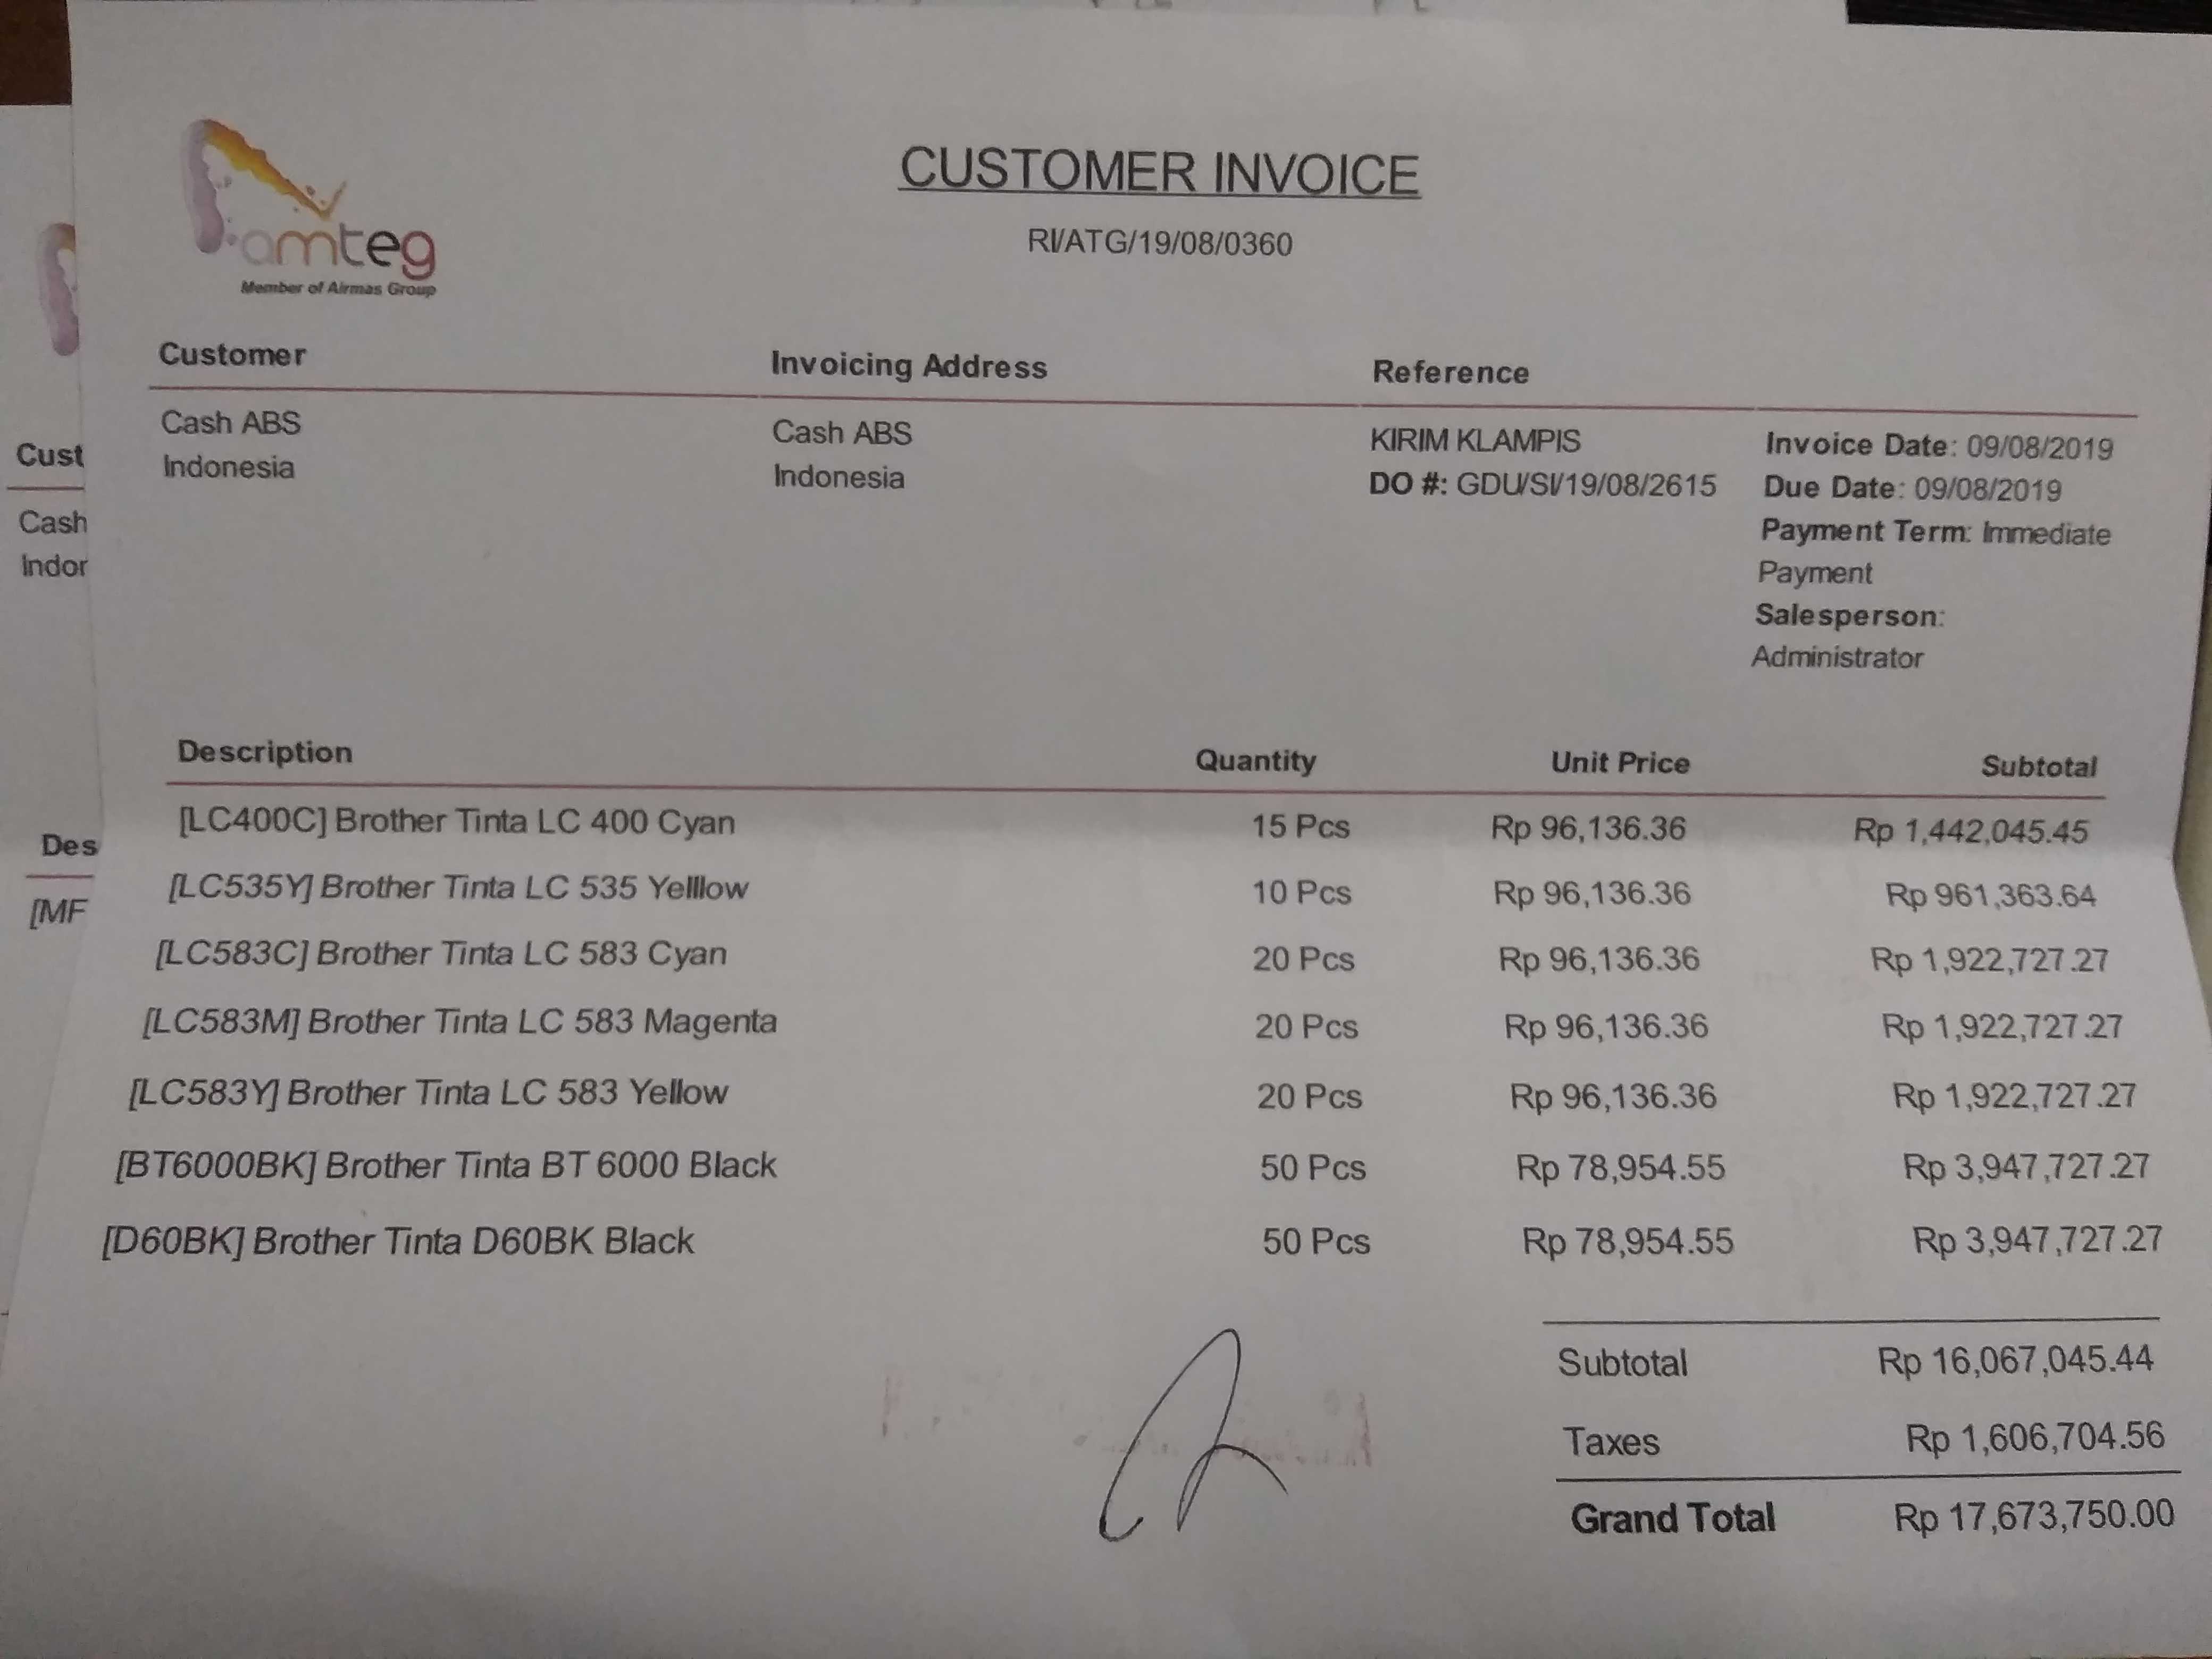 amteg
Member of Airmas Group
CUSTOMER INVOICE
RI/ATG/19/08/0360
Customer Invoicing Address Reference
Cash ABS Cash ABS KIRIM KLAMPIS Invoice Date: 09/08/2019
Indonesia Indonesia DO #: GDU/SI/19/08/2615 Due Date: 09/08/2019
Payment Term: Immediate
Payment
Salesperson:
Administrator
Description Quantity Unit Price Subtotal
[LC400C] Brother Tinta LC 400 Cyan 15 Pcs Rp 96,136.36 Rp 1,442,045.45
[LC535Y] Brother Tinta LC 535 Yelllow 10 Pcs Rp 96,136.36 Rp 961,363.64
[LC583C] Brother Tinta LC 583 Cyan 20 Pcs Rp 96,136.36 Rp 1,922,727.27
[LC583M] Brother Tinta LC 583 Magenta 20 Pcs Rp 96,136.36 Rp 1,922,727.27
[LC583Y] Brother Tinta LC 583 Yellow 20 Pcs Rp 96,136.36 Rp 1,922,727.27
[BT6000BK] Brother Tinta BT 6000 Black 50 Pcs Rp 78,954.55 Rp 3,947,727.27
[D60BK] Brother Tinta D60BK Black 50 Pcs Rp 78,954.55 Rp 3,947,727.27
Subtotal Rp 16,067,045.44
Taxes Rp 1,606,704.56
Grand Total Rp 17,673,750.00
Cust
Cash
Indor
Des
[MF